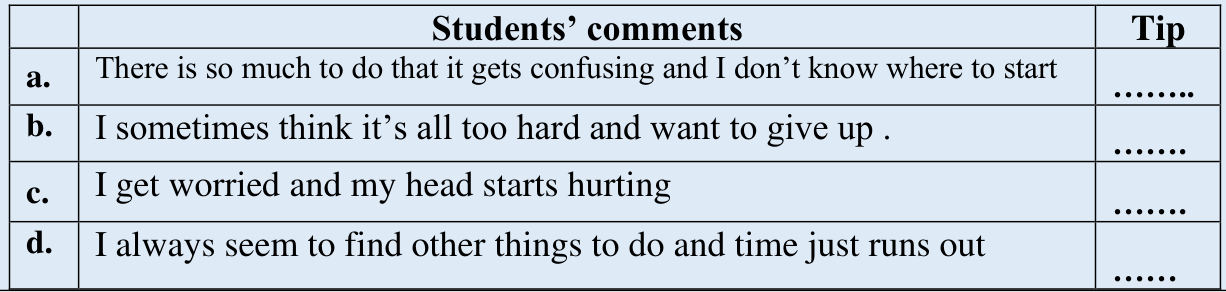 Students’ comments Tip
a. There is so much to do that it gets confusing and I don’t know where to start ……..
b. I sometimes think it’s all too hard and want to give up . …….
c. I get worried and my head starts hurting …….
d. I always seem to find other things to do and time just runs out ……